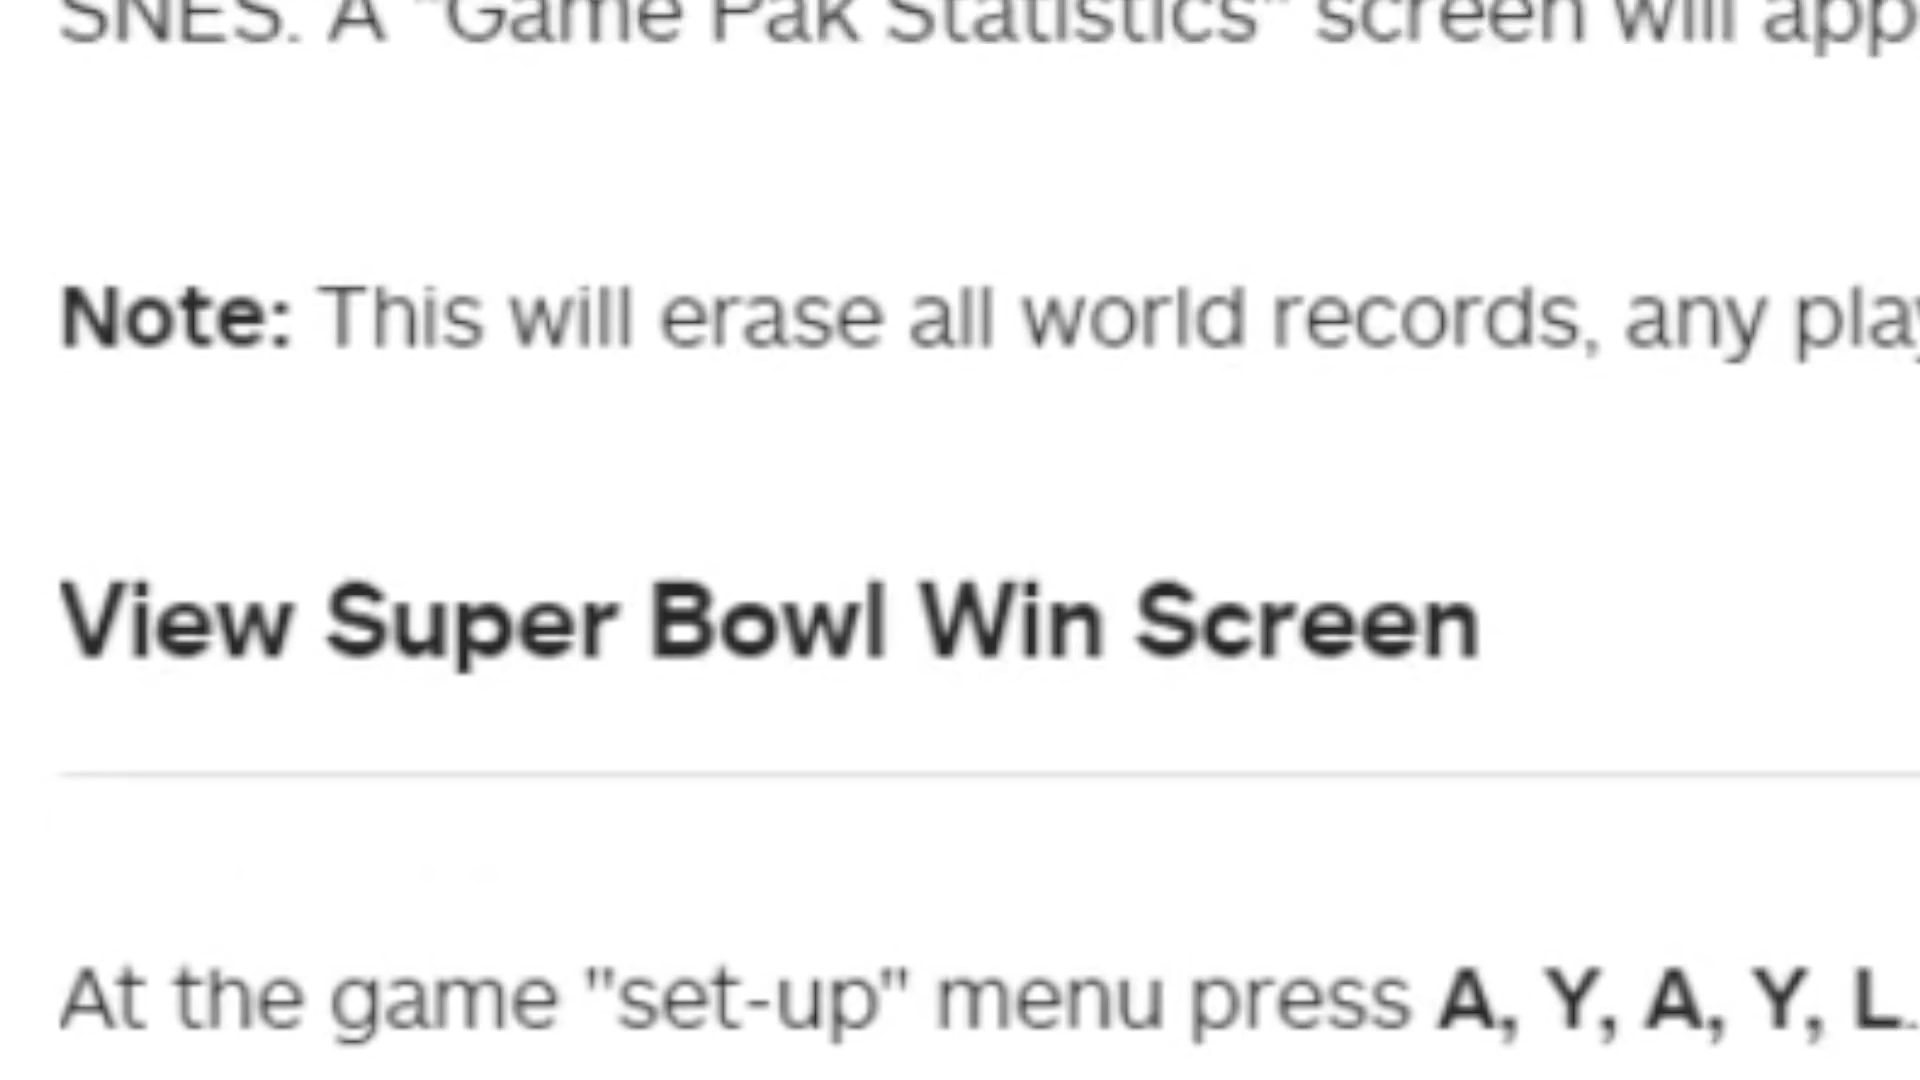 SNES. A "Game Pak Statistics" screen will app
Note: This will erase all world records, any play
View Super Bowl Win Screen
At the game "set-up" menu press A, Y, A, Y, L.